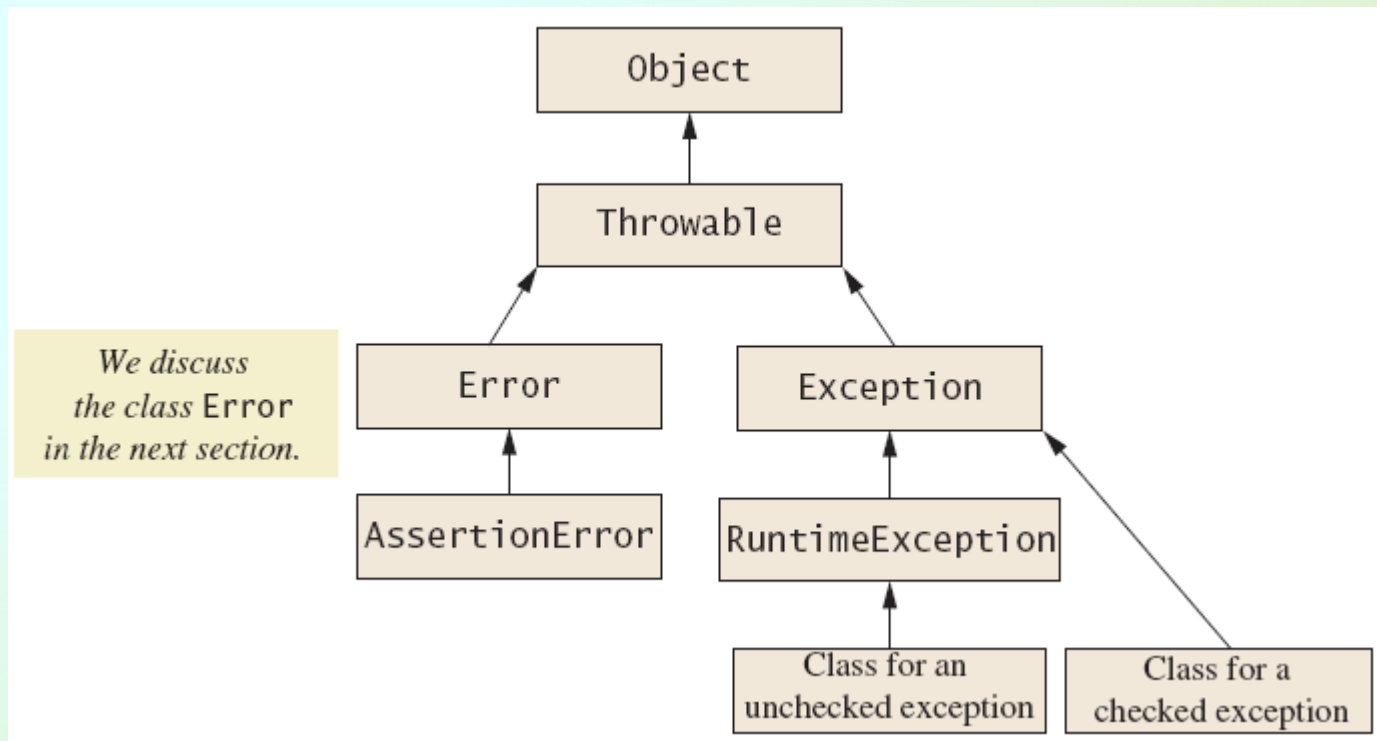 Object
Throwable
We discuss
the class Error
in the next section.
Error
Exception
AssertionError
RuntimeException
Class for an
unchecked exception
Class for a
checked exception